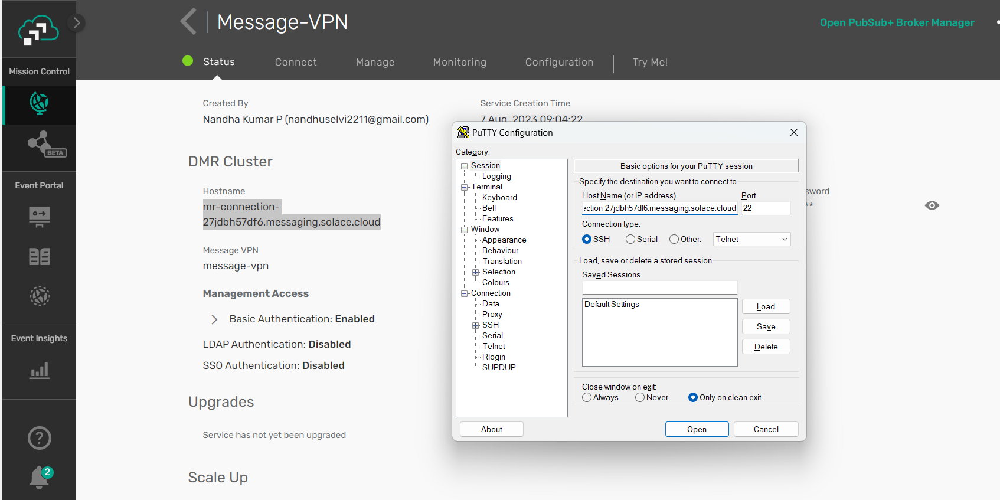 Message-VPN
Open PubSub+ Broker Manager
Status
Connect
Manage
Monitoring
Configuration
Try Me!
Mission Control
BETA
Event Portal
Event Insights
2
Created By
Nandha Kumar P (nandhuselvi2211@gmail.com)
Service Creation Time
7 Aug, 2023 09:04:22
DMR Cluster
Hostname
mr-connection-
27jdbh57df6.messaging.solace.cloud
sword
**
Message VPN
message-vpn
Management Access
Basic Authentication: Enabled
LDAP Authentication: Disabled
SSO Authentication: Disabled
Upgrades
Service has not yet been upgraded
Scale Up
PuTTY Configuration
Category:
Session
Logging
Terminal
Keyboard
Bell
Features
Window
Appearance
Behaviour
Translation
Selection
Colours
Connection
Data
Proxy
SSH
Serial
Telnet
Rlogin
SUPDUP
Basic options for your PuTTY session
Specify the destination you want to connect to
Host Name (or IP address)
Port
ection-27jdbh57df6.messaging.solace.cloud
22
Connection type:
SSH
Serial
Other:
Telnet
Load, save or delete a stored session
Saved Sessions
Default Settings
Load
Save
Delete
Close window on exit:
Always
Never
Only on clean exit
About
Open
Cancel